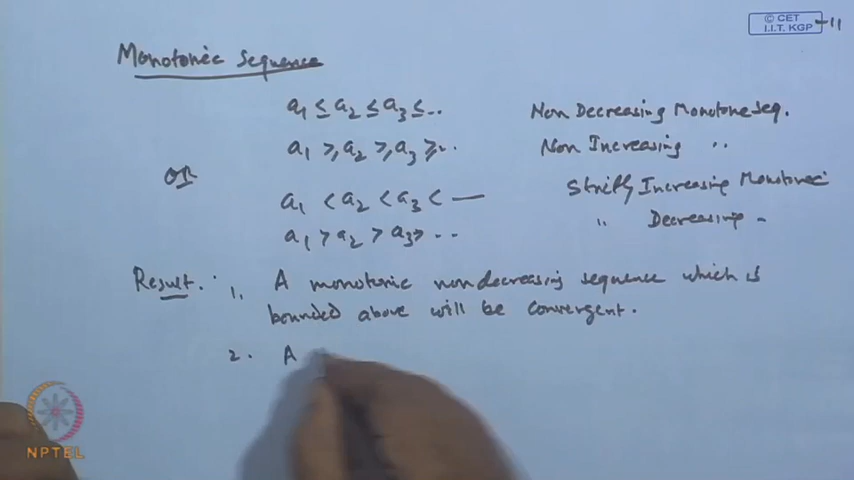 © CET
I.I.T. KGP
-11
Monotonic Sequence
a₁ ≤ a₂ ≤ a₃ ≤ .. Non Decreasing Monotone seq.
a₁ ≥, a₂ ≥, a₃ ≥ .. Non Increasing ..
OR
a₁ < a₂ < a₃ < — Strictly Increasing Monotonic
a₁ > a₂ > a₃ > .. " Decreasing "
Result. 1. A monotonic nondecreasing sequence which is
bounded above will be convergent.
2. A
NPTEL